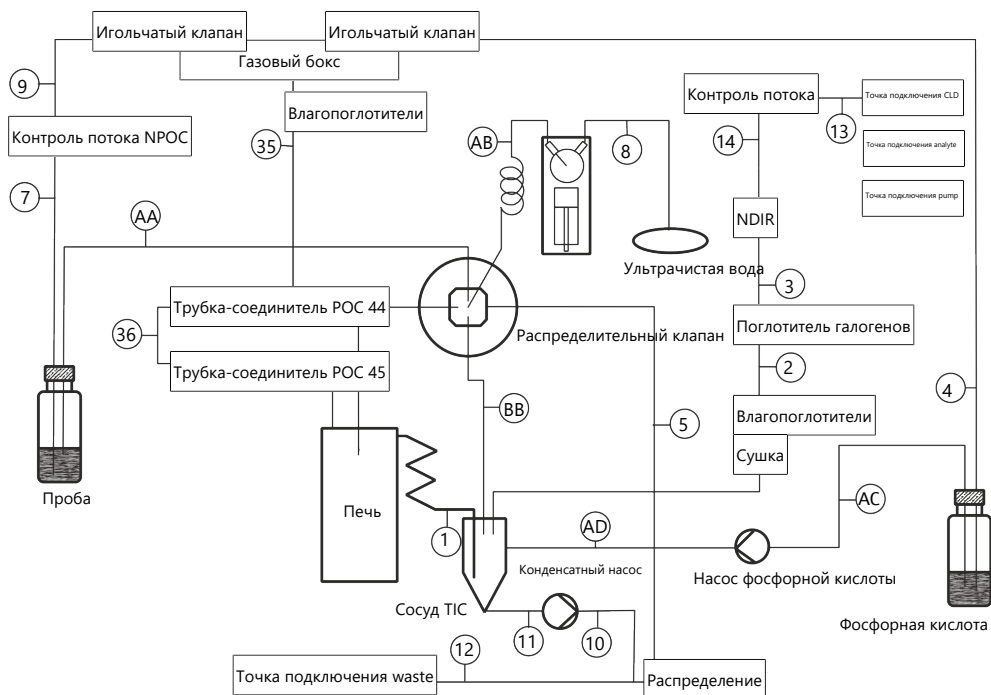 Игольчатый клапан
Игольчатый клапан
Газовый бокс
9
Влагопоглотители
Контроль потока
Точка подключения CLD
13
Контроль потока NPOC
35
AB
8
14
Точка подключения analyte
7
Точка подключения pump
AA
NDIR
Ультрачистая вода
3
Трубка-соединитель POC 44
36
Распределительный клапан
Поглотитель галогенов
Трубка-соединитель POC 45
2
4
BB
5
Влагопоглотители
Сушка
Проба
Печь
AC
1
AD
Конденсатный насос
Насос фосфорной кислоты
Сосуд TIC
Фосфорная кислота
11
10
12
Точка подключения waste
Распределение